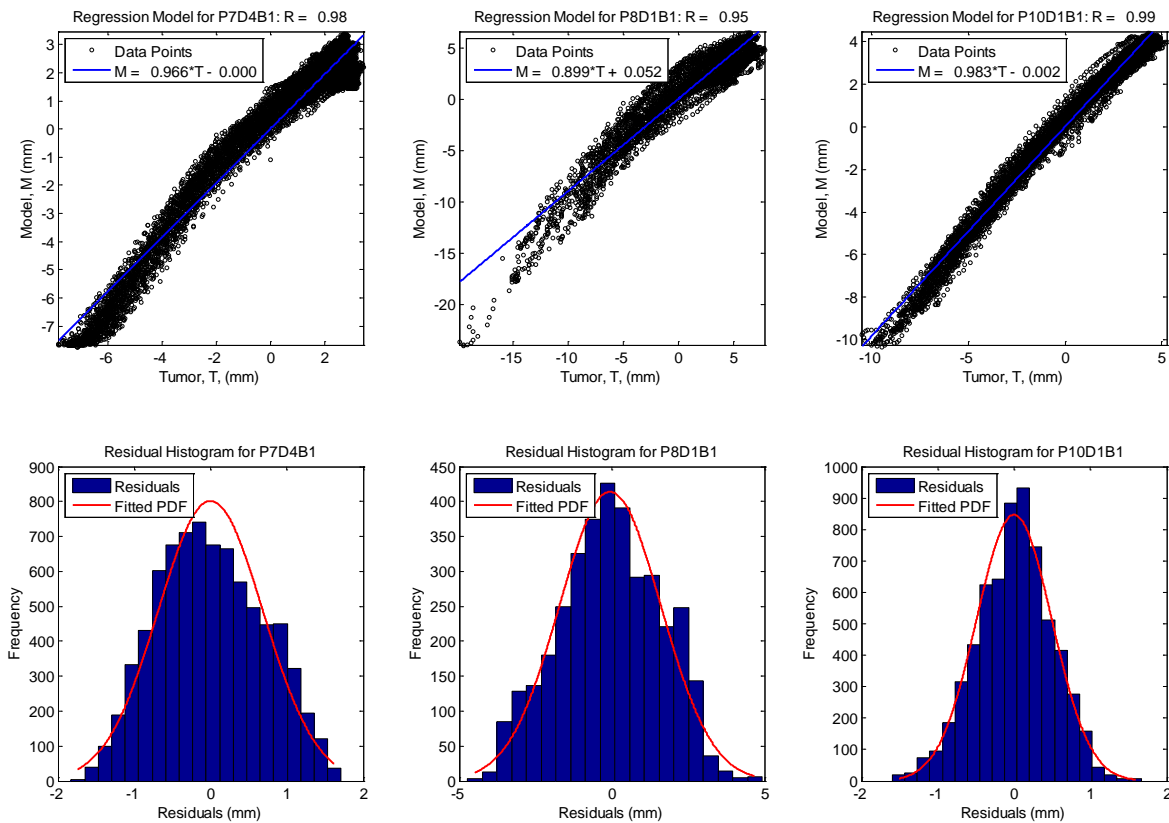 Regression Model for P7D4B1: R = 0.98
Data Points
M = 0.966*T - 0.000
3
2
1
0
-1
-2
-3
-4
-5
-6
-7
Model, M (mm)
-6 -4 -2 0 2
Tumor, T, (mm)
Regression Model for P8D1B1: R = 0.95
Data Points
M = 0.899*T + 0.052
5
0
-5
-10
-15
-20
Model, M (mm)
-15 -10 -5 0 5
Tumor, T, (mm)
Regression Model for P10D1B1: R = 0.99
Data Points
M = 0.983*T - 0.002
4
2
0
-2
-4
-6
-8
-10
Model, M (mm)
-10 -5 0 5
Tumor, T, (mm)
Residual Histogram for P7D4B1
Residuals
Fitted PDF
900
800
700
600
500
400
300
200
100
0
Frequency
-2 -1 0 1 2
Residuals (mm)
Residual Histogram for P8D1B1
Residuals
Fitted PDF
450
400
350
300
250
200
150
100
50
0
Frequency
-5 0 5
Residuals (mm)
Residual Histogram for P10D1B1
Residuals
Fitted PDF
1000
900
800
700
600
500
400
300
200
100
0
Frequency
-2 -1 0 1 2
Residuals (mm)